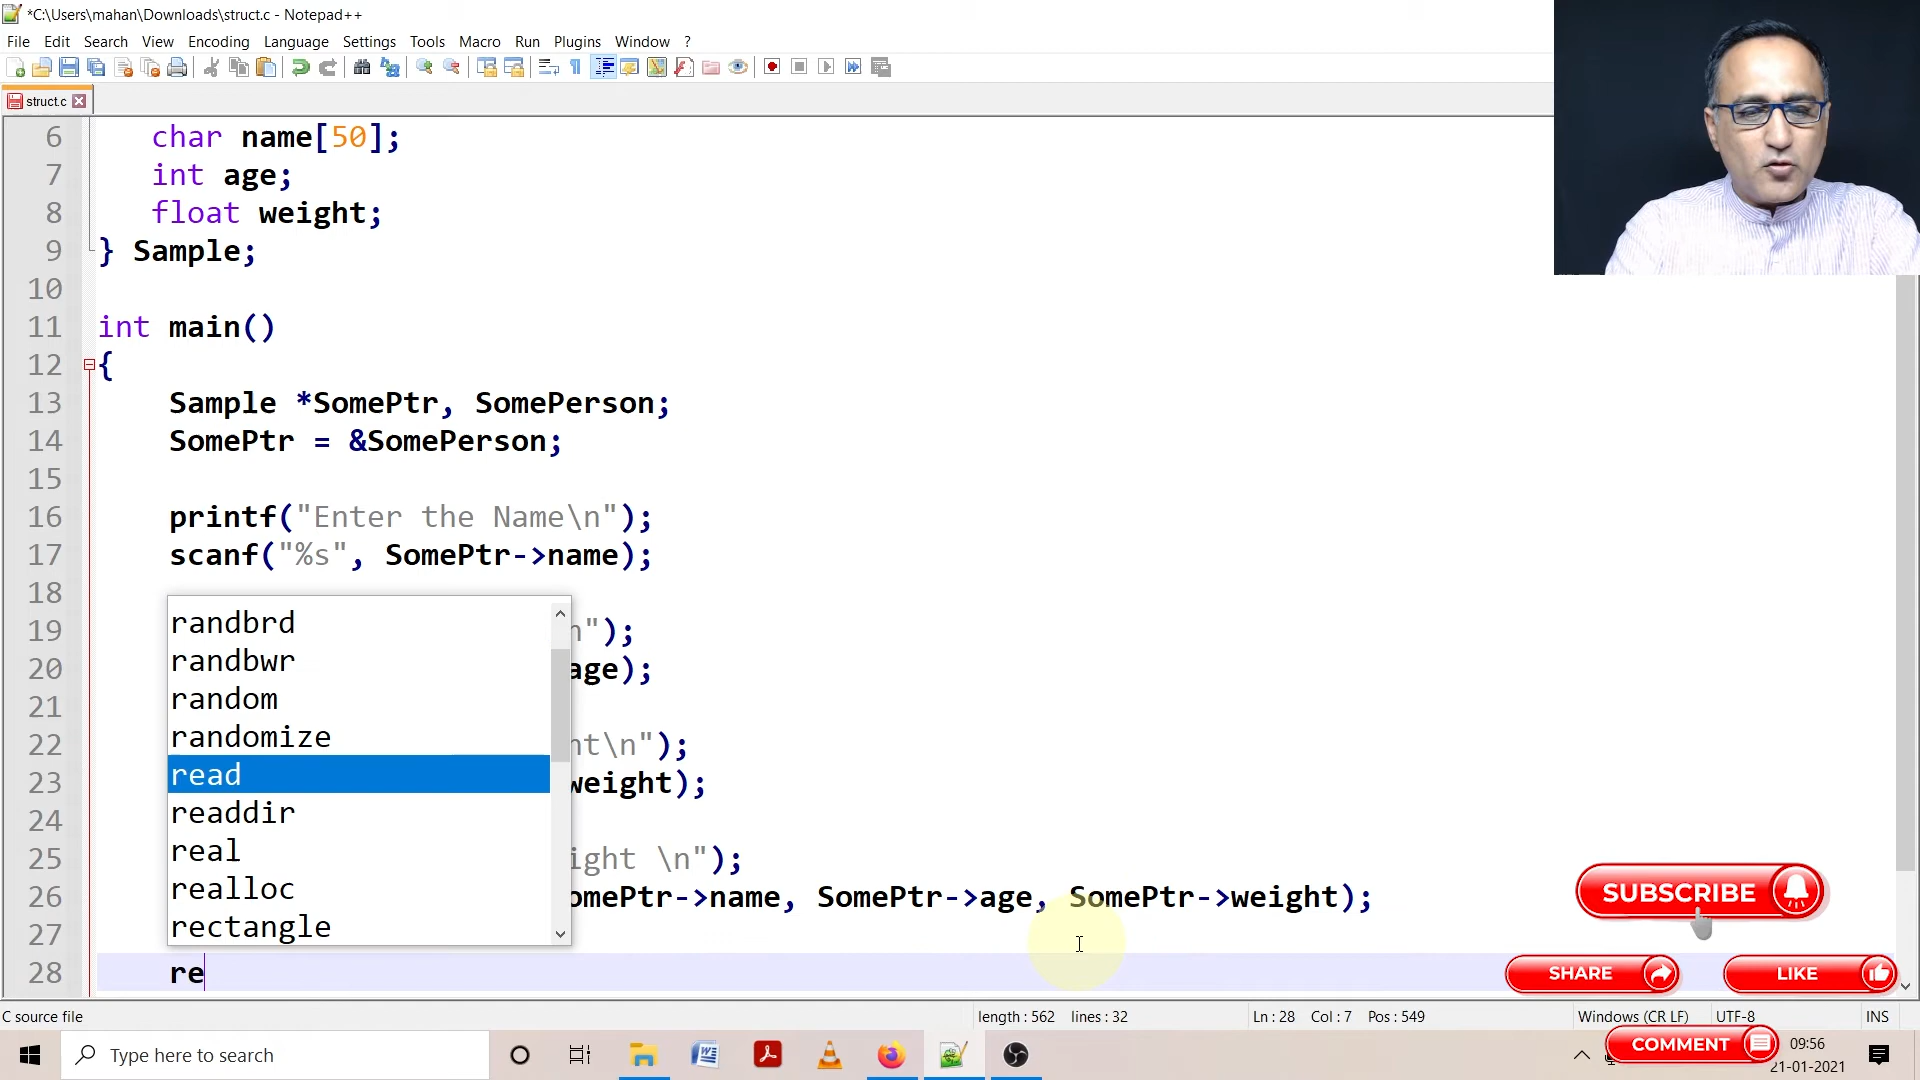 *C:\Users\mahan\Downloads\struct.c - Notepad++
File Edit Search View Encoding Language Settings Tools Macro Run Plugins Window ?
struct.c
6 char name[50];
7 int age;
8 float weight;
9 } Sample;
10
11 int main()
12 {
13 Sample *SomePtr, SomePerson;
14 SomePtr = &SomePerson;
15
16 printf("Enter the Name\n");
17 scanf("%s", SomePtr->name);
18
randbrd
19 n");
randbwr
20 age);
random
21
randomize
22 nt\n");
read
23 weight);
readdir
24
real
25 ight \n");
realloc
26 omePtr->name, SomePtr->age, SomePtr->weight);
rectangle
27
28 re
SUBSCRIBE
SHARE
LIKE
C source file length : 562 lines : 32 Ln : 28 Col : 7 Pos : 549 Windows (CR LF) UTF-8 INS
Type here to search
COMMENT
09:56
21-01-2021